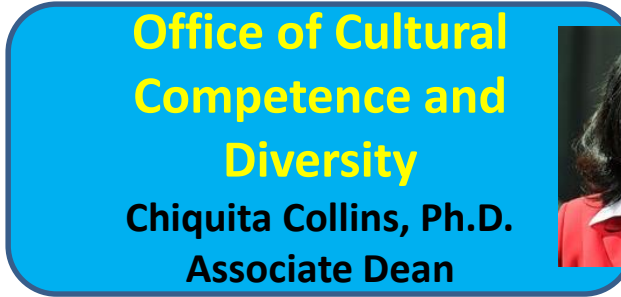 Office of Cultural
Competence and
Diversity
Chiquita Collins, Ph.D.
Associate Dean